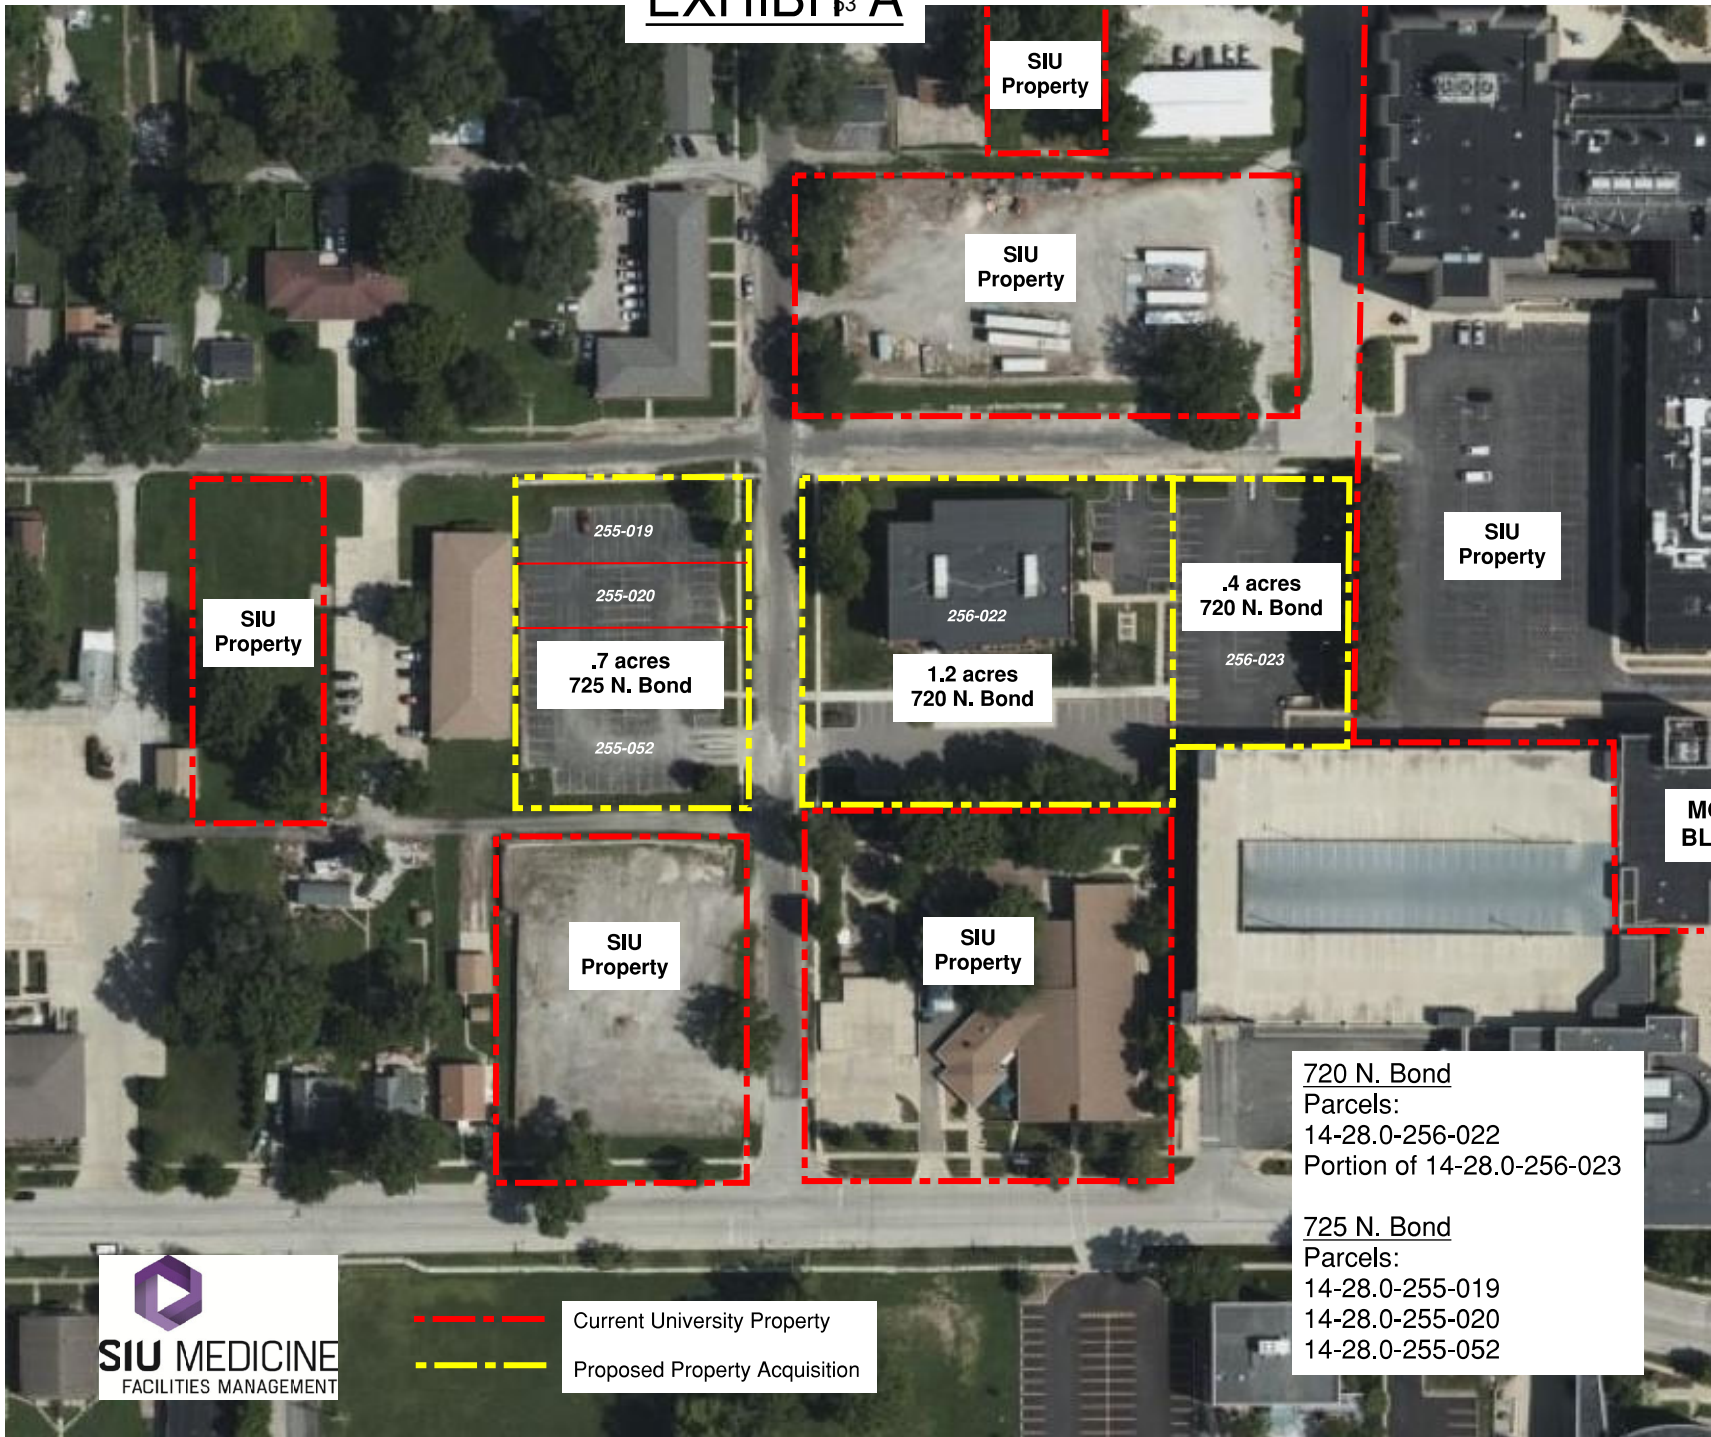 EXHIBIT A
53
SIU
Property
SIU
Property
SIU
Property
255-019
255-020
.7 acres
725 N. Bond
255-052
256-022
1.2 acres
720 N. Bond
.4 acres
720 N. Bond
256-023
SIU
Property
SIU
Property
SIU
Property
720 N. Bond
Parcels:
14-28.0-256-022
Portion of 14-28.0-256-023
725 N. Bond
Parcels:
14-28.0-255-019
14-28.0-255-020
14-28.0-255-052
SIU MEDICINE
FACILITIES MANAGEMENT
Current University Property
Proposed Property Acquisition